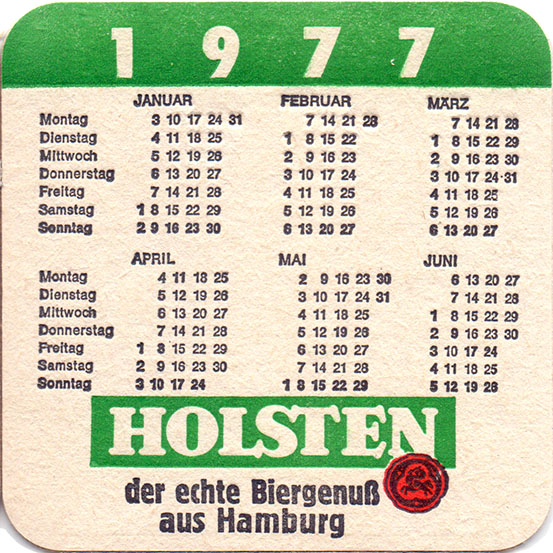 1977
JANUAR FEBRUAR MÄRZ
Montag 3 10 17 24 31 7 14 21 28 7 14 21 28
Dienstag 4 11 18 25 1 8 15 22 1 8 15 22 29
Mittwoch 5 12 19 26 2 9 16 23 2 9 16 23 30
Donnerstag 6 13 20 27 3 10 17 24 3 10 17 24 31
Freitag 7 14 21 28 4 11 18 25 4 11 18 25
Samstag 1 8 15 22 29 5 12 19 26 5 12 19 26
Sonntag 2 9 16 23 30 6 13 20 27 6 13 20 27
APRIL MAI JUNI
Montag 4 11 18 25 2 9 16 23 30 6 13 20 27
Dienstag 5 12 19 26 3 10 17 24 31 7 14 21 28
Mittwoch 6 13 20 27 4 11 18 25 1 8 15 22 29
Donnerstag 7 14 21 28 5 12 19 26 2 9 16 23 30
Freitag 1 8 15 22 29 6 13 20 27 3 10 17 24
Samstag 2 9 16 23 30 7 14 21 28 4 11 18 25
Sonntag 3 10 17 24 1 8 15 22 29 5 12 19 26
HOLSTEN
der echte Biergenuß
aus Hamburg